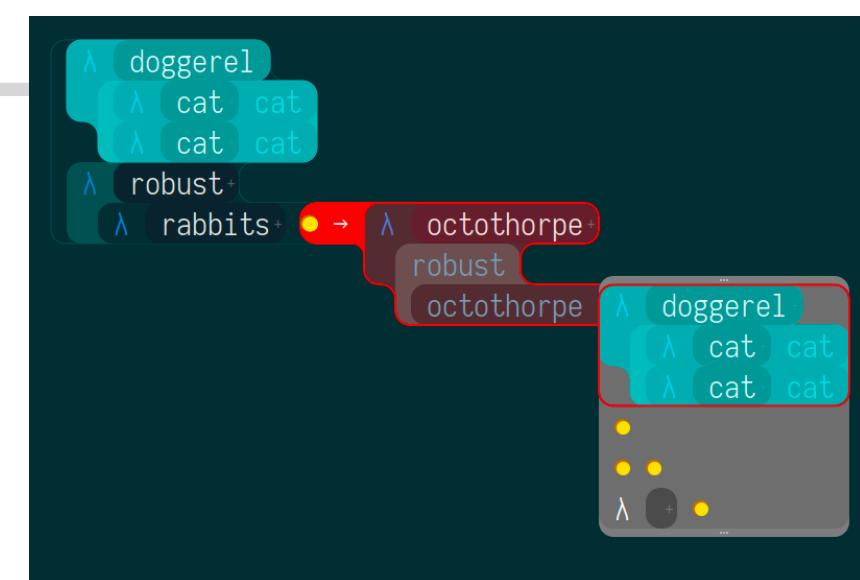 λ doggerel
λ cat cat
λ cat cat
λ robust+
λ rabbits+ → λ octothorpe+
robust
octothorpe
…
λ doggerel
λ cat cat
λ cat cat
λ +
…